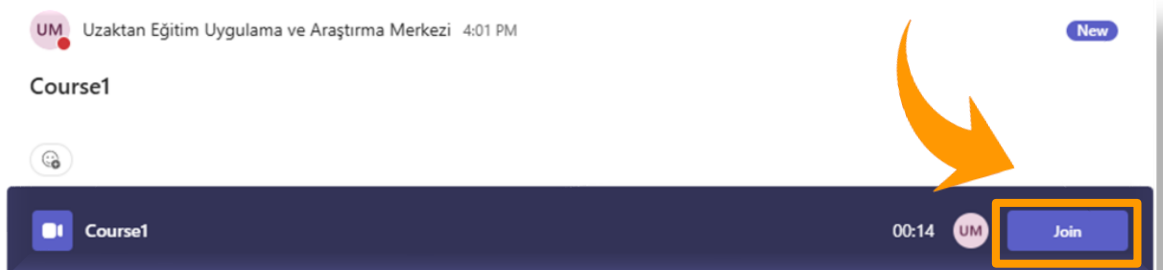 UM Uzaktan Eğitim Uygulama ve Araştırma Merkezi 4:01 PM New
Course1
Course1 00:14 UM Join